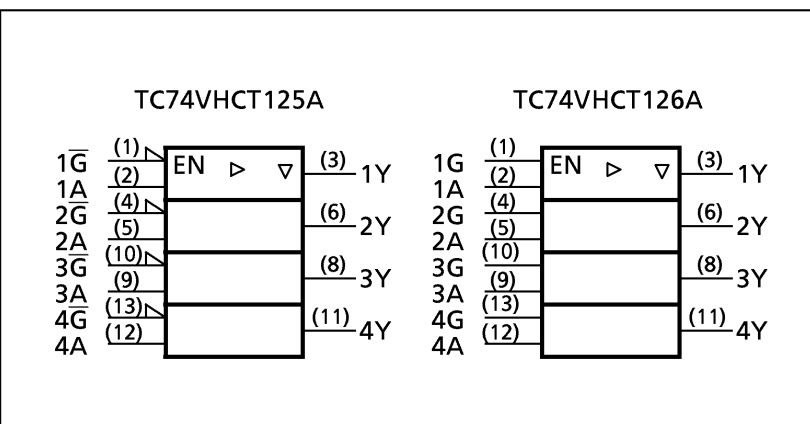 TC74VHCT125A
1G̅ (1) EN (3) 1Y
1A (2)
2G̅ (4) (6) 2Y
2A (5)
3G̅ (10) (8) 3Y
3A (9)
4G̅ (13) (11) 4Y
4A (12)
TC74VHCT126A
1G (1) EN (3) 1Y
1A (2)
2G (4) (6) 2Y
2A (5)
3G (10) (8) 3Y
3A (9)
4G (13) (11) 4Y
4A (12)